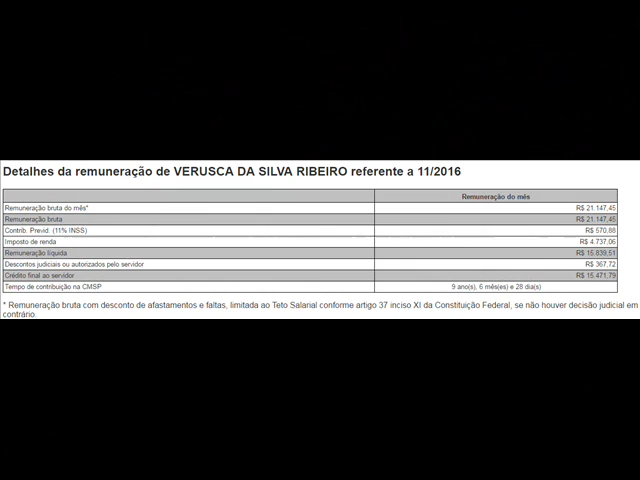 Detalhes da remuneração de VERUSCA DA SILVA RIBEIRO referente a 11/2016
Remuneração do mês
Remuneração bruta do mês* R$ 21.147,45
Remuneração bruta R$ 21.147,45
Contrib. Previd. (11% INSS) R$ 570,88
Imposto de renda R$ 4.737,06
Remuneração líquida R$ 15.839,51
Descontos judiciais ou autorizados pelo servidor R$ 367,72
Crédito final ao servidor R$ 15.471,79
Tempo de contribuição na CMSP 9 ano(s), 6 mês(es) e 28 dia(s)
* Remuneração bruta com desconto de afastamentos e faltas, limitada ao Teto Salarial conforme artigo 37 inciso XI da Constituição Federal, se não houver decisão judicial em
contrário.